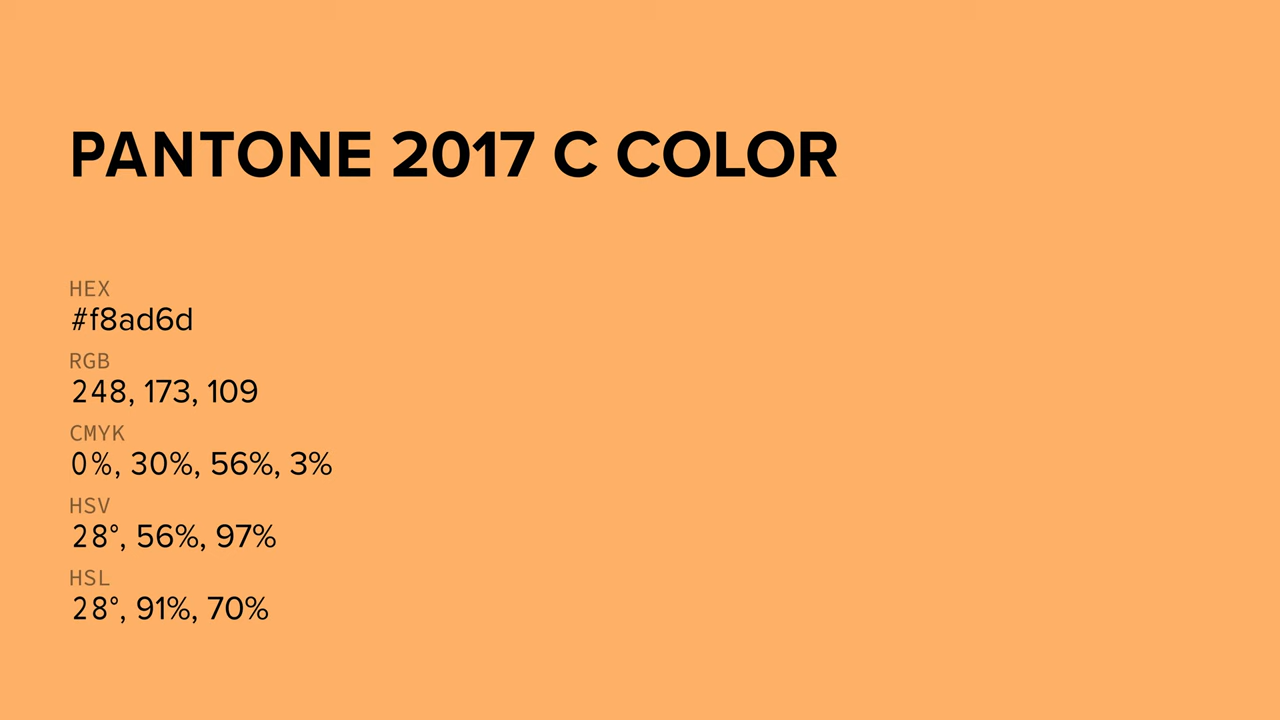 PANTONE 2017 C COLOR
HEX
#f8ad6d
RGB
248, 173, 109
CMYK
0%, 30%, 56%, 3%
HSV
28°, 56%, 97%
HSL
28°, 91%, 70%